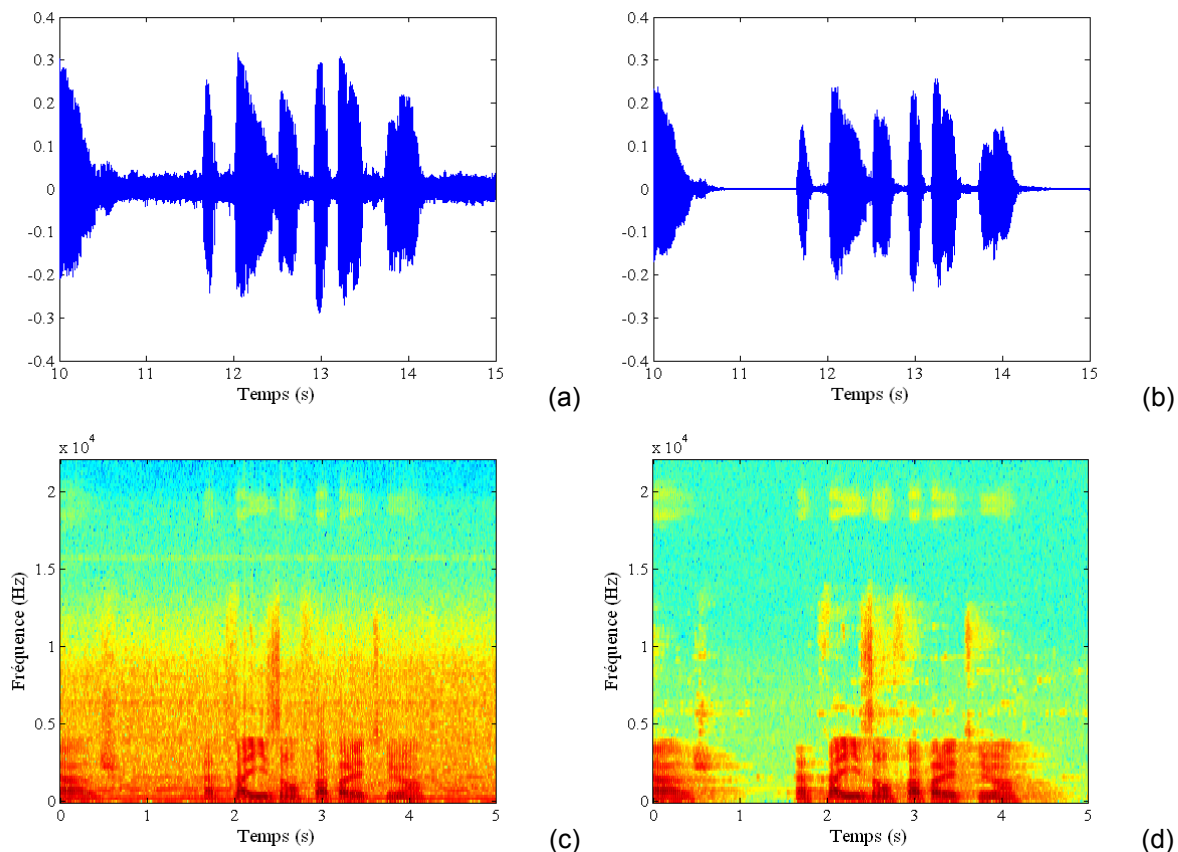 0.4
0.3
0.2
0.1
0
-0.1
-0.2
-0.3
-0.4
10 11 12 13 14 15
Temps (s)
(a)
0.4
0.3
0.2
0.1
0
-0.1
-0.2
-0.3
-0.4
10 11 12 13 14 15
Temps (s)
(b)
x 10^4
2
1.5
1
0.5
0
Fréquence (Hz)
0 1 2 3 4 5
Temps (s)
(c)
x 10^4
2
1.5
1
0.5
0
Fréquence (Hz)
0 1 2 3 4 5
Temps (s)
(d)